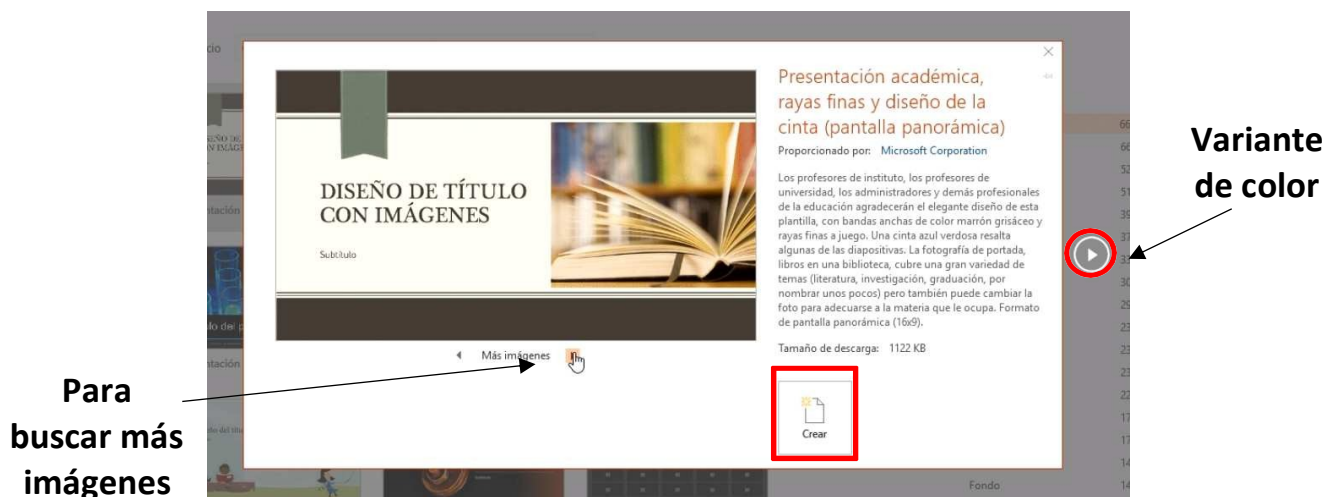 cio
Presentación académica,
rayas finas y diseño de la
cinta (pantalla panorámica)
Proporcionado por: Microsoft Corporation
Los profesores de instituto, los profesores de
universidad, los administradores y demás profesionales
de la educación agradecerán el elegante diseño de esta
plantilla, con bandas anchas de color marrón grisáceo y
rayas finas a juego. Una cinta azul verdosa resalta
algunas de las diapositivas. La fotografía de portada,
libros en una biblioteca, cubre una gran variedad de
temas (literatura, investigación, graduación, por
nombrar unos pocos) pero también puede cambiar la
foto para adecuarse a la materia que le ocupa. Formato
de pantalla panorámica (16x9).
Tamaño de descarga: 1122 KB
Crear
DISEÑO DE TÍTULO
CON IMÁGENES
Subtítulo
Más imágenes
Variante
de color
Para
buscar más
imágenes
ntación
lo del p
ntación
Fondo